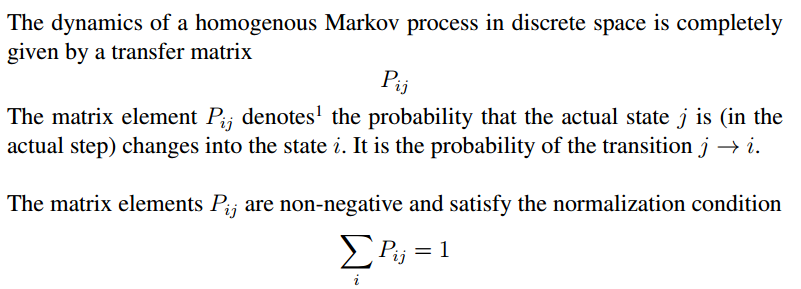 The dynamics of a homogenous Markov process in discrete space is completely
given by a transfer matrix
P_{ij}
The matrix element P_{ij} denotes¹ the probability that the actual state j is (in the
actual step) changes into the state i. It is the probability of the transition j → i.
The matrix elements P_{ij} are non-negative and satisfy the normalization condition
\sum_{i} P_{ij} = 1